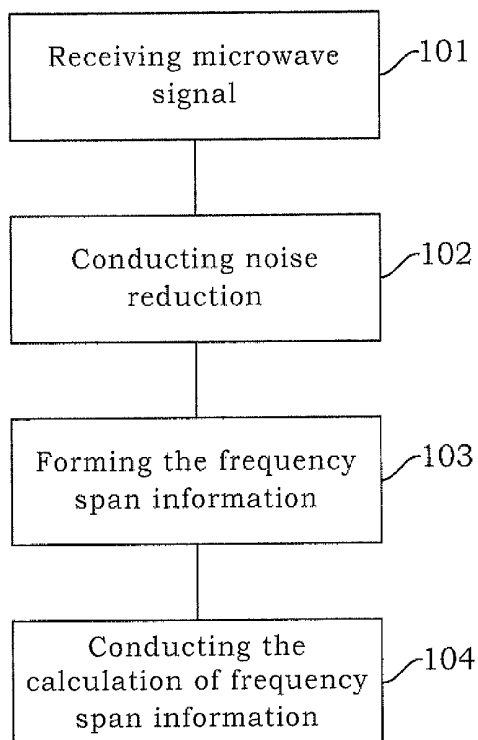 Receiving microwave
signal
101
Conducting noise
reduction
102
Forming the frequency
span information
103
Conducting the
calculation of frequency
span information
104